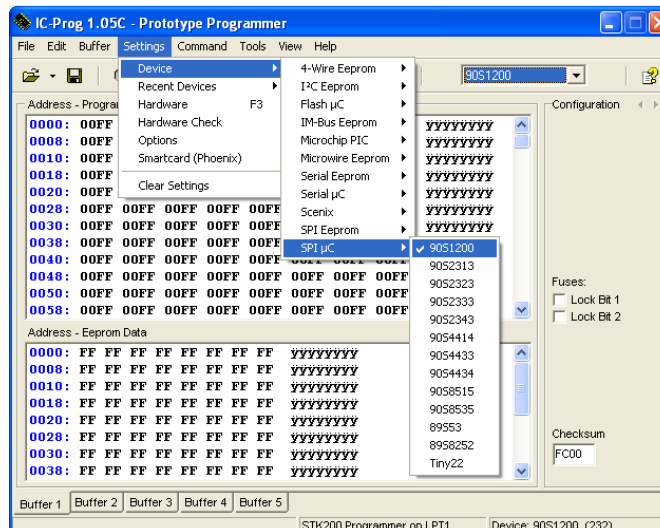 IC-Prog 1.05C - Prototype Programmer
File Edit Buffer Settings Command Tools View Help
90S1200
Device
Recent Devices
Hardware F3
Hardware Check
Options
Smartcard (Phoenix)
Clear Settings
4-Wire Eeprom
I²C Eeprom
Flash µC
IM-Bus Eeprom
Microchip PIC
Microwire Eeprom
Serial Eeprom
Serial µC
Scenix
SPI Eeprom
SPI µC
90S1200
90S2313
90S2323
90S2333
90S2343
90S4414
90S4433
90S4434
90S8515
90S8535
89S53
89S8252
Tiny22
Address - Progra
0000: 00FF ÿÿÿÿÿÿÿÿ
0008: 00FF ÿÿÿÿÿÿÿÿ
0010: 00FF ÿÿÿÿÿÿÿÿ
0018: 00FF ÿÿÿÿÿÿÿÿ
0020: 00FF ÿÿÿÿÿÿÿÿ
0028: 00FF 00FF 00FF 00FF ÿÿÿÿÿÿÿÿ
0030: 00FF 00FF 00FF 00FF ÿÿÿÿÿÿÿÿ
0038: 00FF 00FF 00FF 00FF
0040: 00FF 00FF 00FF 00FF
0048: 00FF 00FF 00FF 00FF 00FF 00FF 00FF 00FF
0050: 00FF 00FF 00FF 00FF 00FF 00FF 00FF 00FF
0058: 00FF 00FF 00FF 00FF 00FF 00FF 00FF 00FF
Address - Eeprom Data
0000: FF FF FF FF FF FF FF FF ÿÿÿÿÿÿÿÿ
0008: FF FF FF FF FF FF FF FF ÿÿÿÿÿÿÿÿ
0010: FF FF FF FF FF FF FF FF ÿÿÿÿÿÿÿÿ
0018: FF FF FF FF FF FF FF FF ÿÿÿÿÿÿÿÿ
0020: FF FF FF FF FF FF FF FF ÿÿÿÿÿÿÿÿ
0028: FF FF FF FF FF FF FF FF ÿÿÿÿÿÿÿÿ
0030: FF FF FF FF FF FF FF FF ÿÿÿÿÿÿÿÿ
0038: FF FF FF FF FF FF FF FF ÿÿÿÿÿÿÿÿ
Configuration
Fuses:
Lock Bit 1
Lock Bit 2
Checksum
FC00
Buffer 1 Buffer 2 Buffer 3 Buffer 4 Buffer 5
STK200 Programmer on LPT1 Device: 90S1200 (232)